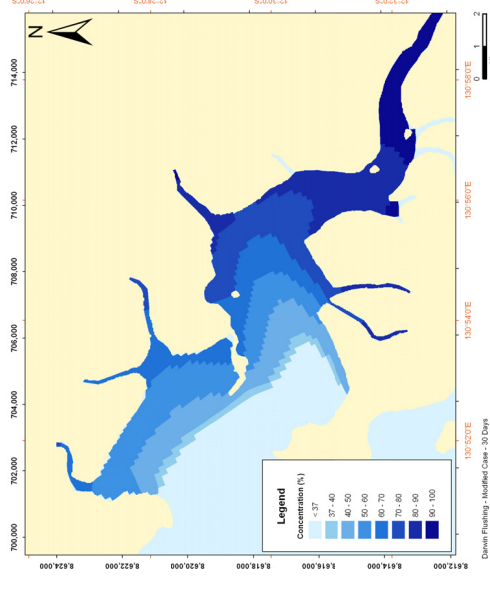 N
Legend
Concentration (%)
< 37
37 - 40
40 - 50
50 - 60
60 - 70
70 - 80
80 - 90
90 - 100
700,000
702,000
704,000
706,000
708,000
710,000
712,000
714,000
8,624,000
8,622,000
8,620,000
8,618,000
8,616,000
8,614,000
8,612,000
130°52'0"E
130°54'0"E
130°56'0"E
130°58'0"E
0 1 2
Darwin Flushing - Modified Case - 30 Days